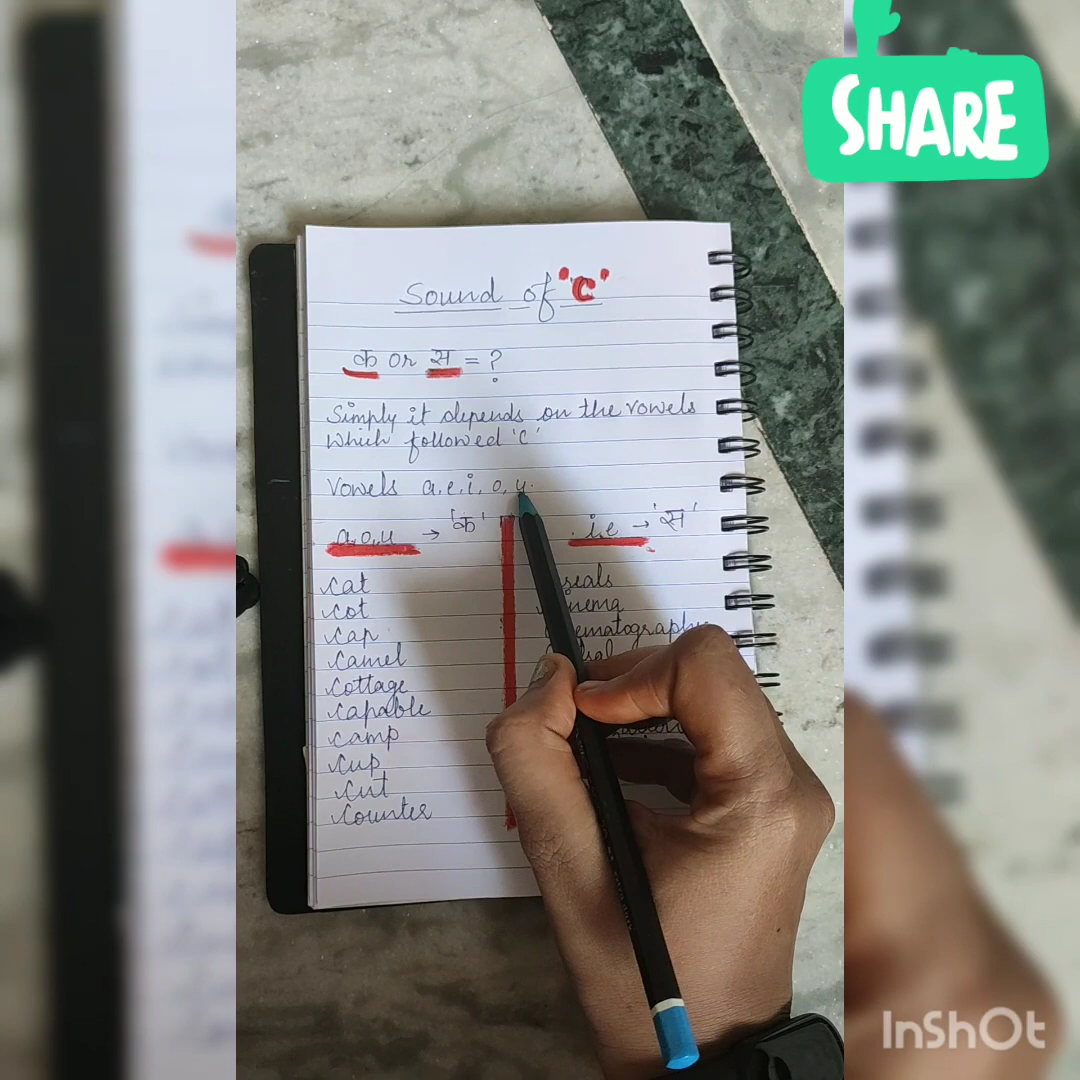 SHARE
Sound of "C"
क or स = ?
Simply it depends on the vowels
which followed 'C'
Vowels a, e, i, o, u.
a, o, u → 'क'
i, e → 'स'
cat
cot
cap
camel
cottage
capable
camp
cup
cut
counter
InShOt